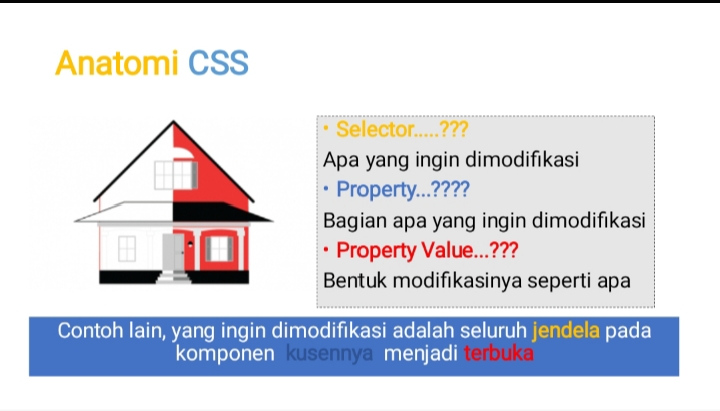 Anatomi CSS
• Selector.....???
Apa yang ingin dimodifikasi
• Property...????
Bagian apa yang ingin dimodifikasi
• Property Value...???
Bentuk modifikasinya seperti apa
Contoh lain, yang ingin dimodifikasi adalah seluruh jendela pada
komponen kusennya menjadi terbuka